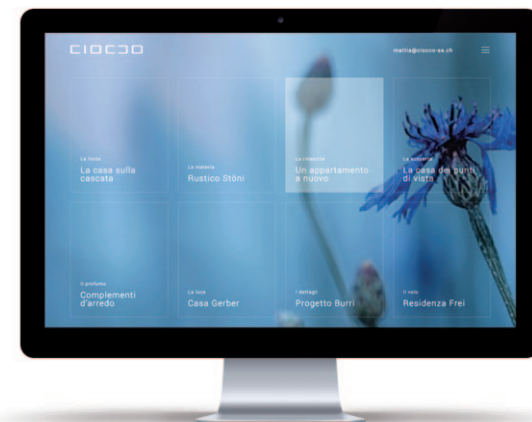 CIOCCO
mattia@ciocco-sa.ch
La forza
La casa sulla
cascata
La materia
Rustico Stöni
La rinascita
Un appartamento
a nuovo
La scoperta
La casa dei punti
di vista
Il profumo
Complementi
d'arredo
La luce
Casa Gerber
I dettagli
Progetto Burri
Il volo
Residenza Frei